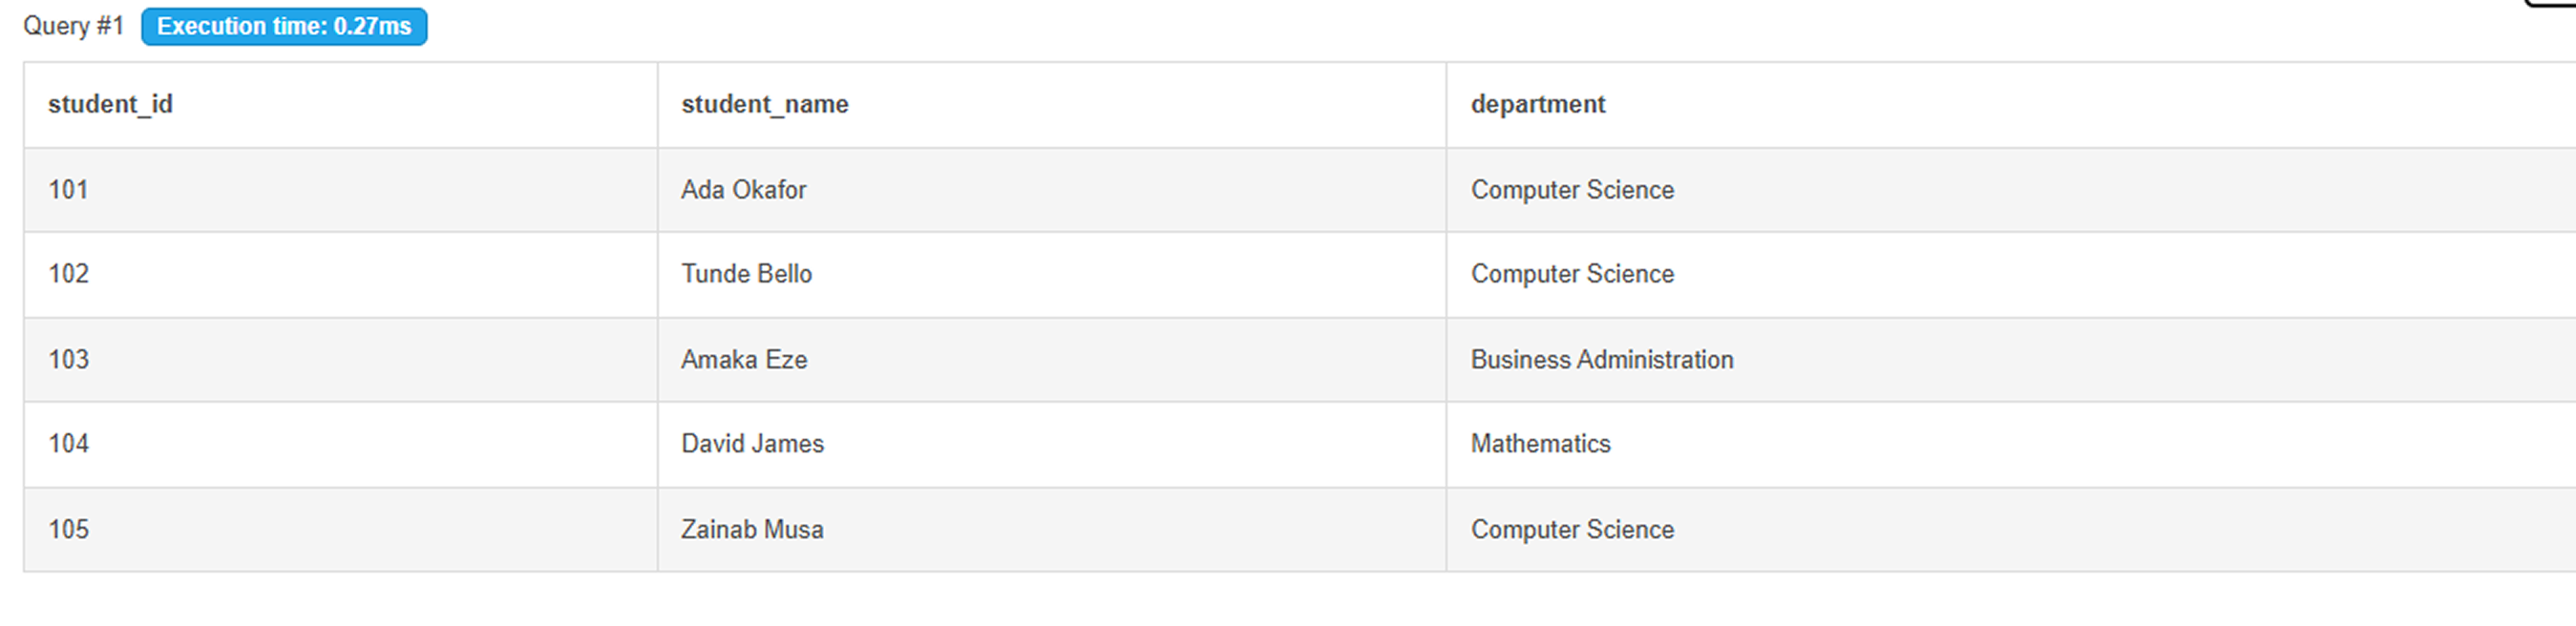 Query #1 Execution time: 0.27ms
student_id student_name department
101 Ada Okafor Computer Science
102 Tunde Bello Computer Science
103 Amaka Eze Business Administration
104 David James Mathematics
105 Zainab Musa Computer Science